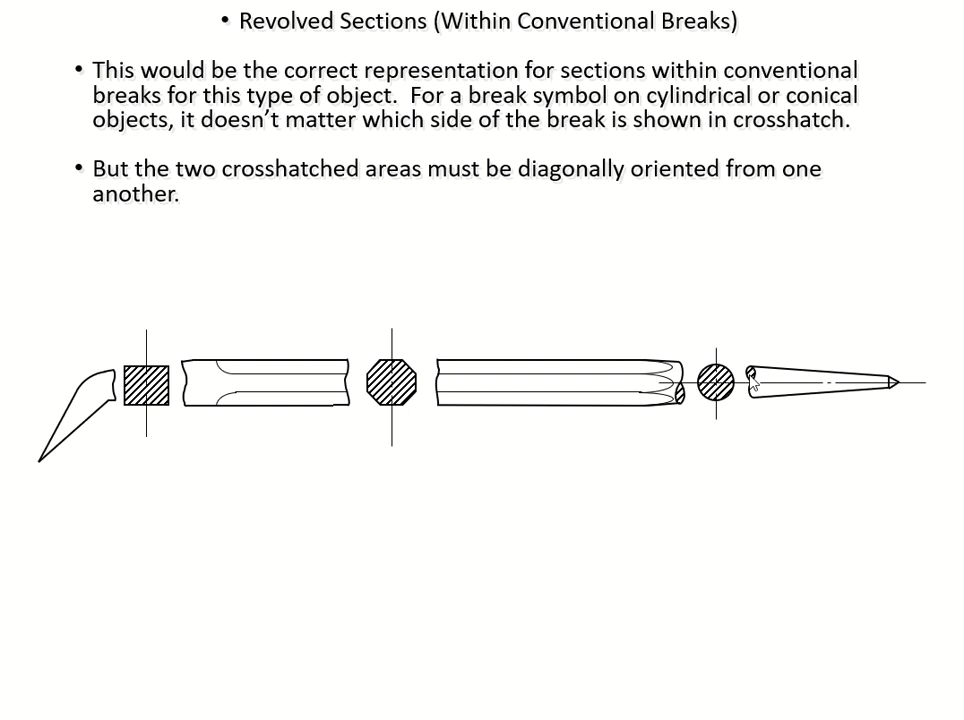 • Revolved Sections (Within Conventional Breaks)
• This would be the correct representation for sections within conventional
breaks for this type of object.  For a break symbol on cylindrical or conical
objects, it doesn’t matter which side of the break is shown in crosshatch.
• But the two crosshatched areas must be diagonally oriented from one
another.